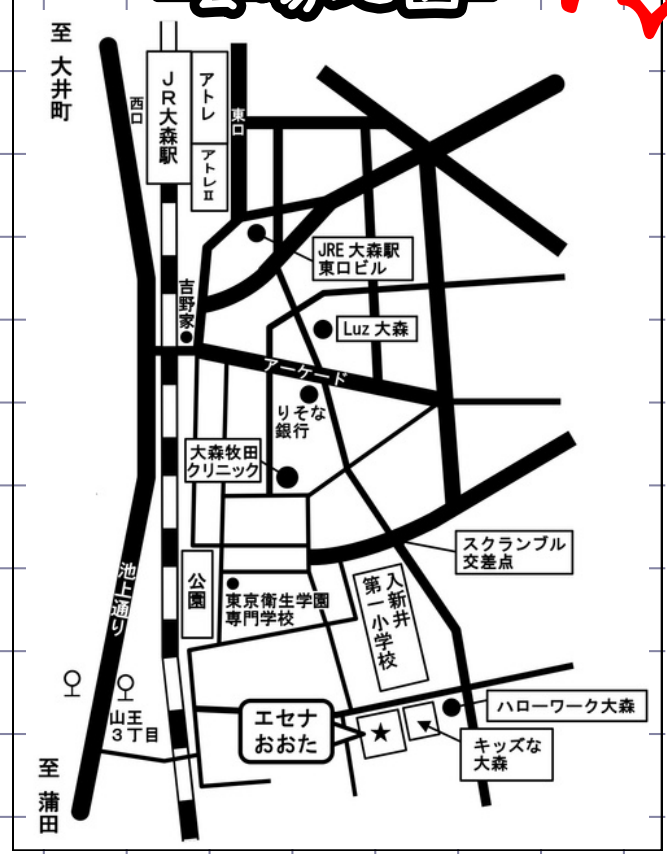 至 大井町
西口
JR大森駅
アトレ
アトレⅡ
東口
JRE 大森駅
東口ビル
吉野家
Luz 大森
アーケード
りそな
銀行
大森牧田
クリニック
スクランブル
交差点
池上通り
公園
東京衛生学園
専門学校
入新井
第一小学校
山王
3丁目
エセナ
おおた
ハローワーク大森
キッズな
大森
至 蒲田